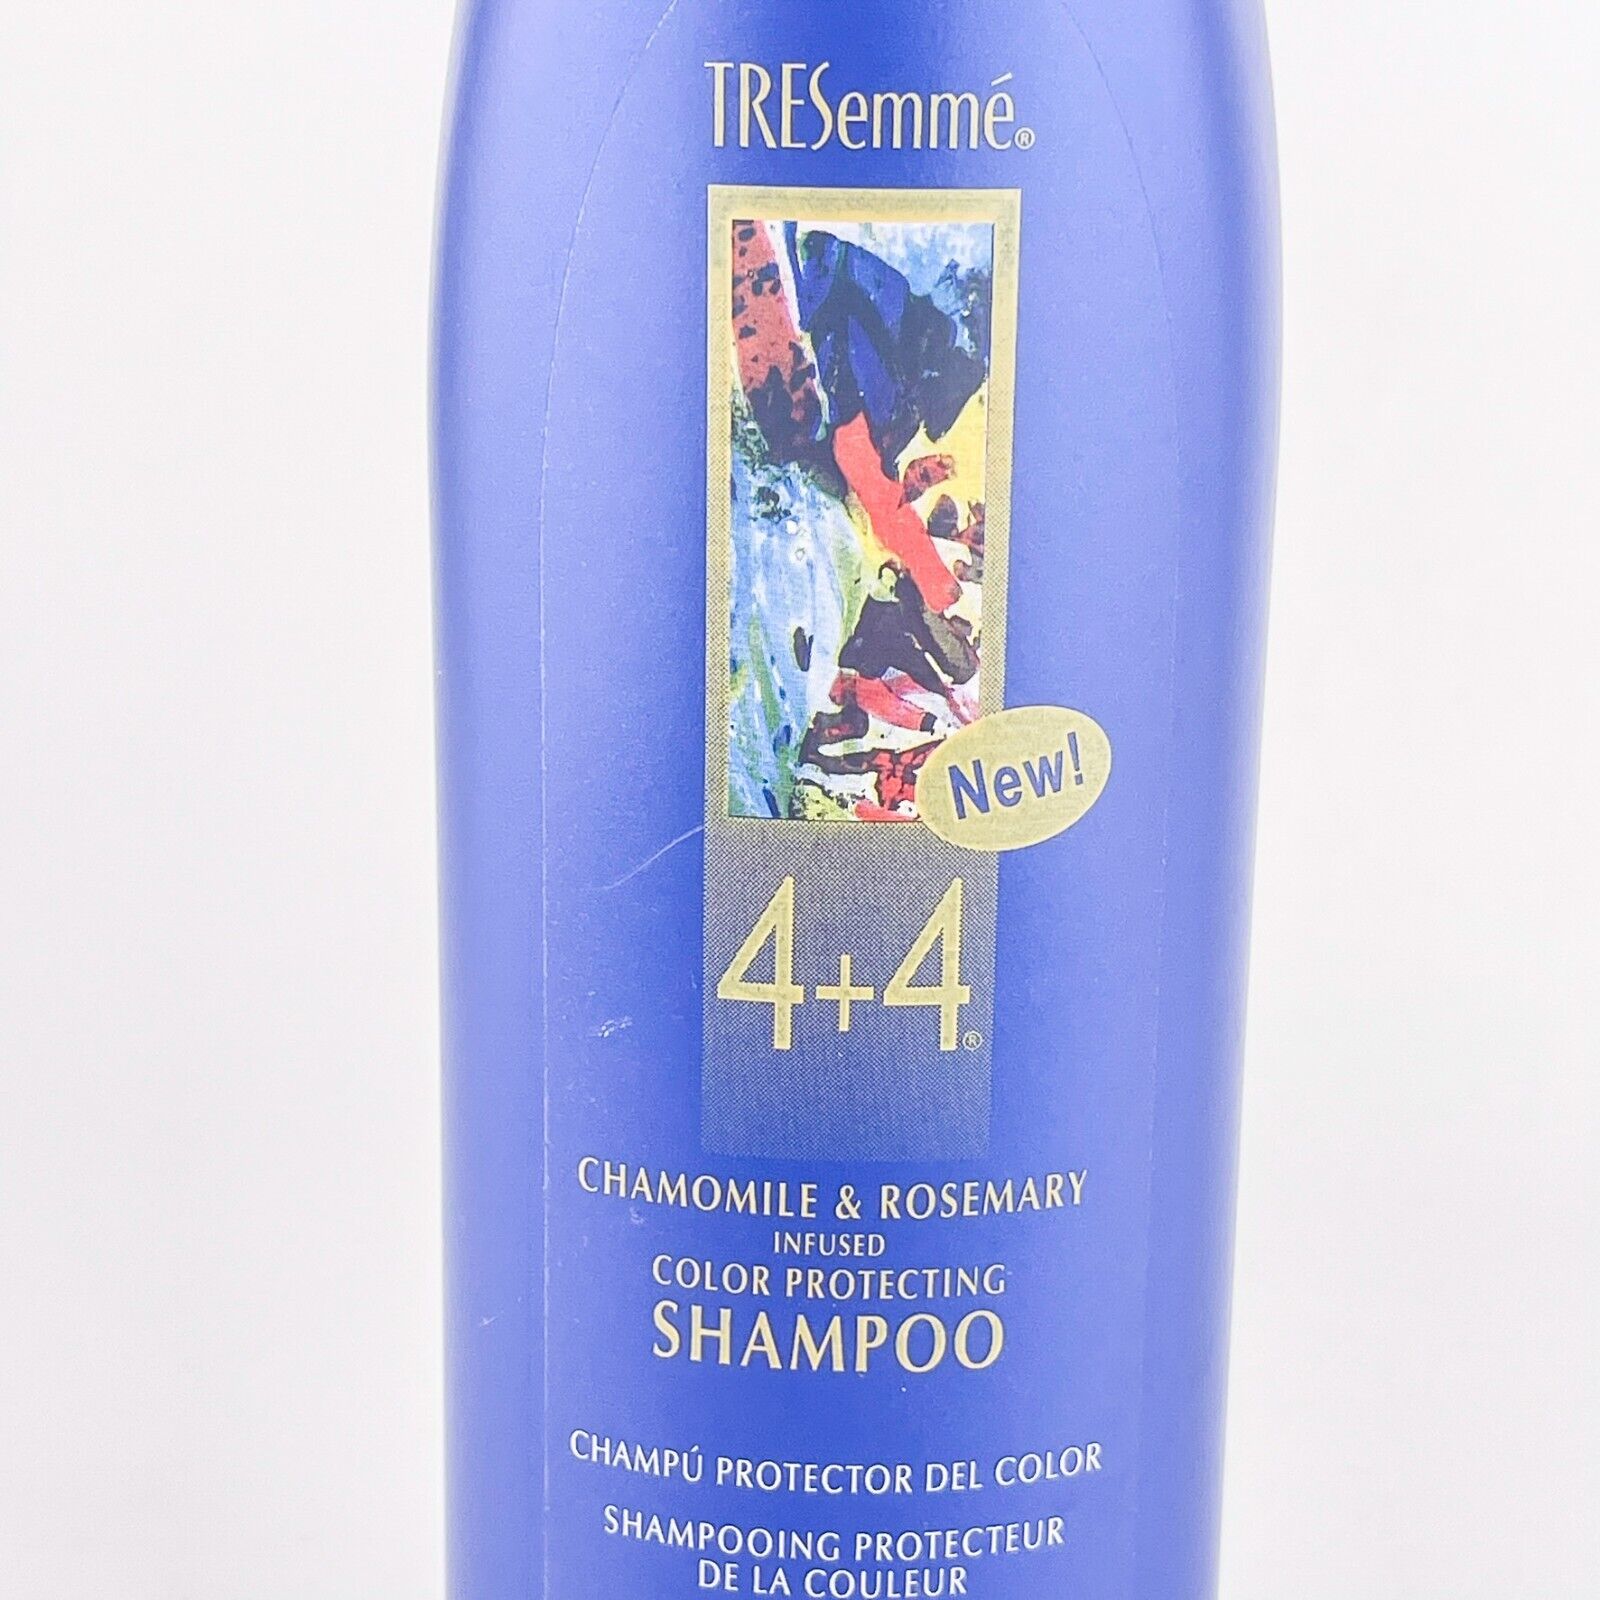 TRESemmé®
New!
4+4®
CHAMOMILE & ROSEMARY
INFUSED
COLOR PROTECTING
SHAMPOO
CHAMPÚ PROTECTOR DEL COLOR
SHAMPOOING PROTECTEUR
DE LA COULEUR